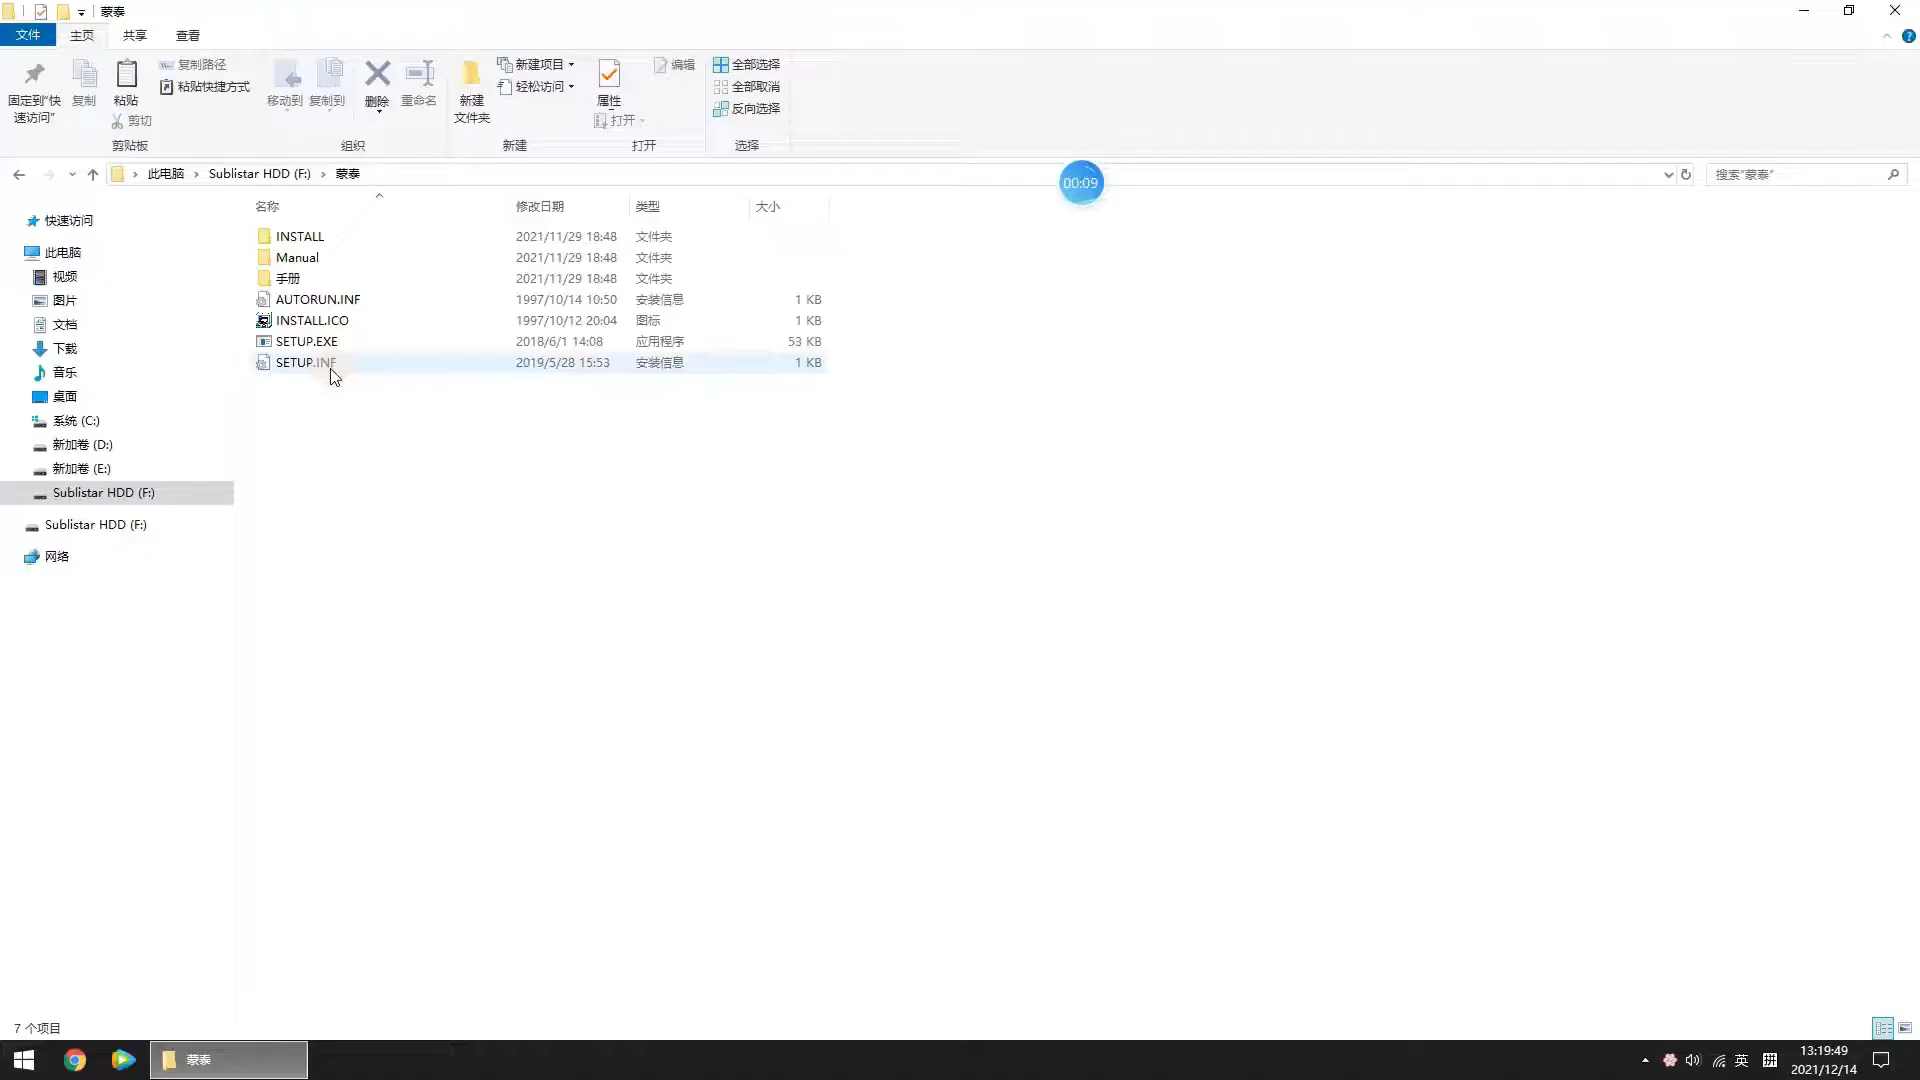 蒙泰
文件 主页 共享 查看
固定到"快速访问"
复制
粘贴
复制路径
粘贴快捷方式
剪切
剪贴板
移动到
复制到
删除
重命名
组织
新建
文件夹
新建项目
轻松访问
新建
属性
打开
编辑
打开
全部选择
全部取消
反向选择
选择
此电脑 › Sublistar HDD (F:) › 蒙泰
00:09
搜索"蒙泰"
名称 修改日期 类型 大小
INSTALL 2021/11/29 18:48 文件夹
Manual 2021/11/29 18:48 文件夹
手册 2021/11/29 18:48 文件夹
AUTORUN.INF 1997/10/14 10:50 安装信息 1 KB
INSTALL.ICO 1997/10/12 20:04 图标 1 KB
SETUP.EXE 2018/6/1 14:08 应用程序 53 KB
SETUP.INF 2019/5/28 15:53 安装信息 1 KB
快速访问
此电脑
视频
图片
文档
下载
音乐
桌面
系统 (C:)
新加卷 (D:)
新加卷 (E:)
Sublistar HDD (F:)
Sublistar HDD (F:)
网络
7 个项目
蒙泰
英
拼
13:19:49
2021/12/14